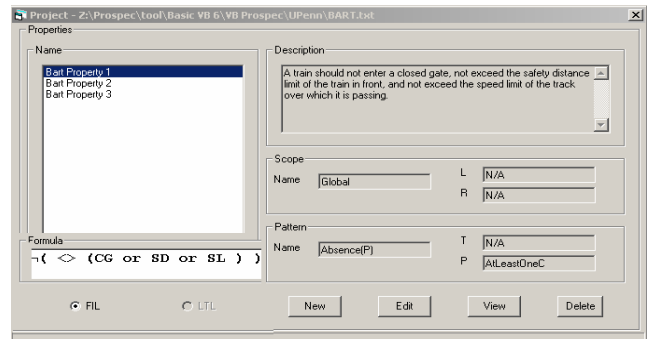 Project - Z:\Prospec\tool\Basic VB 6\VB Prospec\UPenn\BART.txt
Properties
Name
Bart Property 1
Bart Property 2
Bart Property 3
Description
A train should not enter a closed gate, not exceed the safety distance
limit of the train in front, and not exceed the speed limit of the track
over which it is passing.
Scope
Name Global
L N/A
R N/A
Pattern
Name Absence(P)
T N/A
P AtLeastOneC
Formula
¬( <> (CG or SD or SL ) )
FIL LTL New Edit View Delete